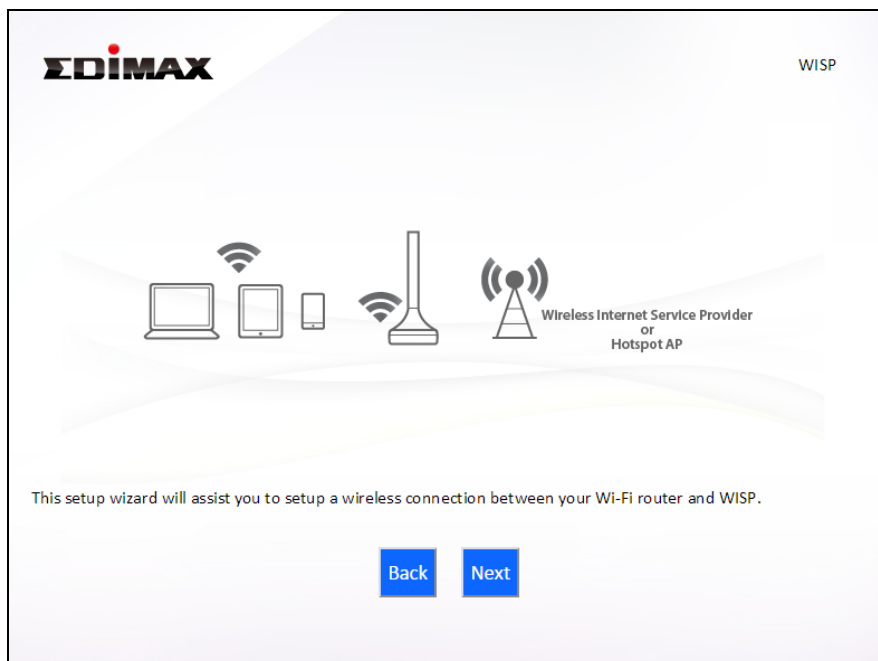 EDIMAX
WISP
Wireless Internet Service Provider
or
Hotspot AP
This setup wizard will assist you to setup a wireless connection between your Wi-Fi router and WISP.
Back
Next